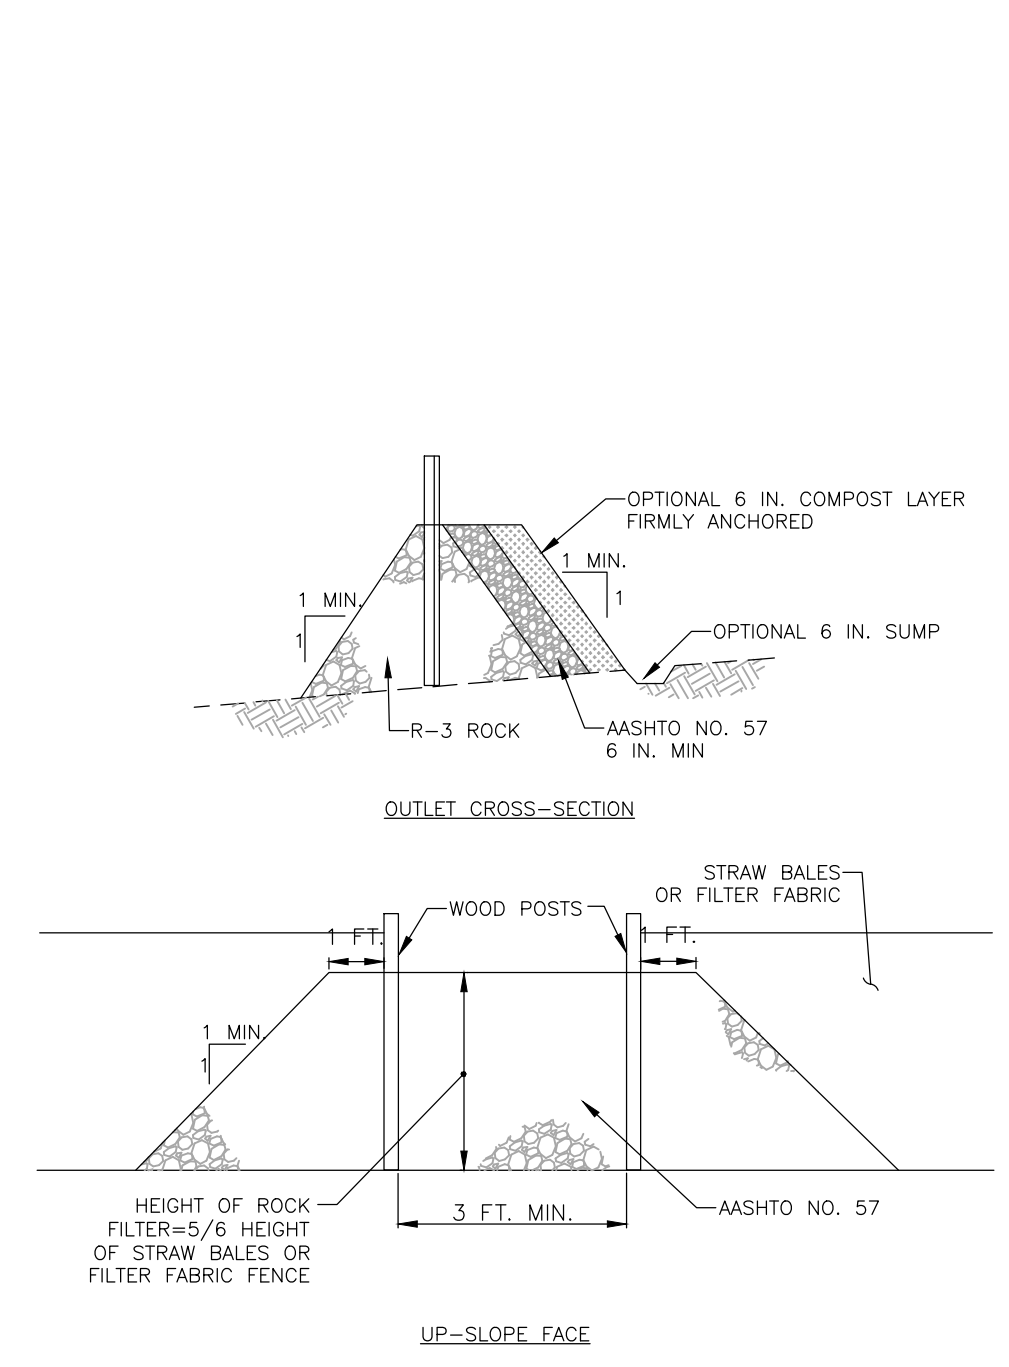 OPTIONAL 6 IN. COMPOST LAYER
FIRMLY ANCHORED
1 MIN.
1
1 MIN.
1
OPTIONAL 6 IN. SUMP
R-3 ROCK
AASHTO NO. 57
6 IN. MIN
OUTLET CROSS-SECTION
STRAW BALES
OR FILTER FABRIC
WOOD POSTS
1 FT.
1 FT.
1 MIN.
1
HEIGHT OF ROCK
FILTER=5/6 HEIGHT
OF STRAW BALES OR
FILTER FABRIC FENCE
3 FT. MIN.
AASHTO NO. 57
UP-SLOPE FACE